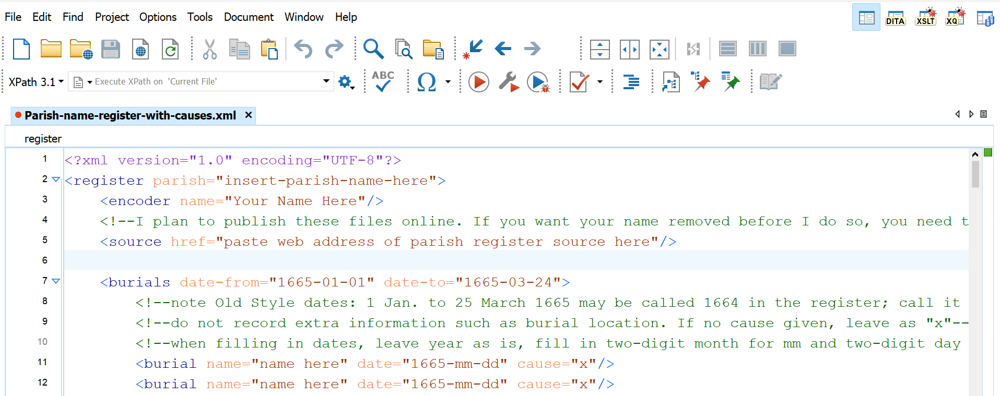 File Edit Find Project Options Tools Document Window Help
DITA XSLT XQ
XPath 3.1 Execute XPath on 'Current File' ABC Ω
Parish-name-register-with-causes.xml
register
1 <?xml version="1.0" encoding="UTF-8"?>
2 <register parish="insert-parish-name-here">
3 <encoder name="Your Name Here"/>
4 <!--I plan to publish these files online. If you want your name removed before I do so, you need t
5 <source href="paste web address of parish register source here"/>
6
7 <burials date-from="1665-01-01" date-to="1665-03-24">
8 <!--note Old Style dates: 1 Jan. to 25 March 1665 may be called 1664 in the register; call it
9 <!--do not record extra information such as burial location. If no cause given, leave as "x"--
10 <!--when filling in dates, leave year as is, fill in two-digit month for mm and two-digit day
11 <burial name="name here" date="1665-mm-dd" cause="x"/>
12 <burial name="name here" date="1665-mm-dd" cause="x"/>